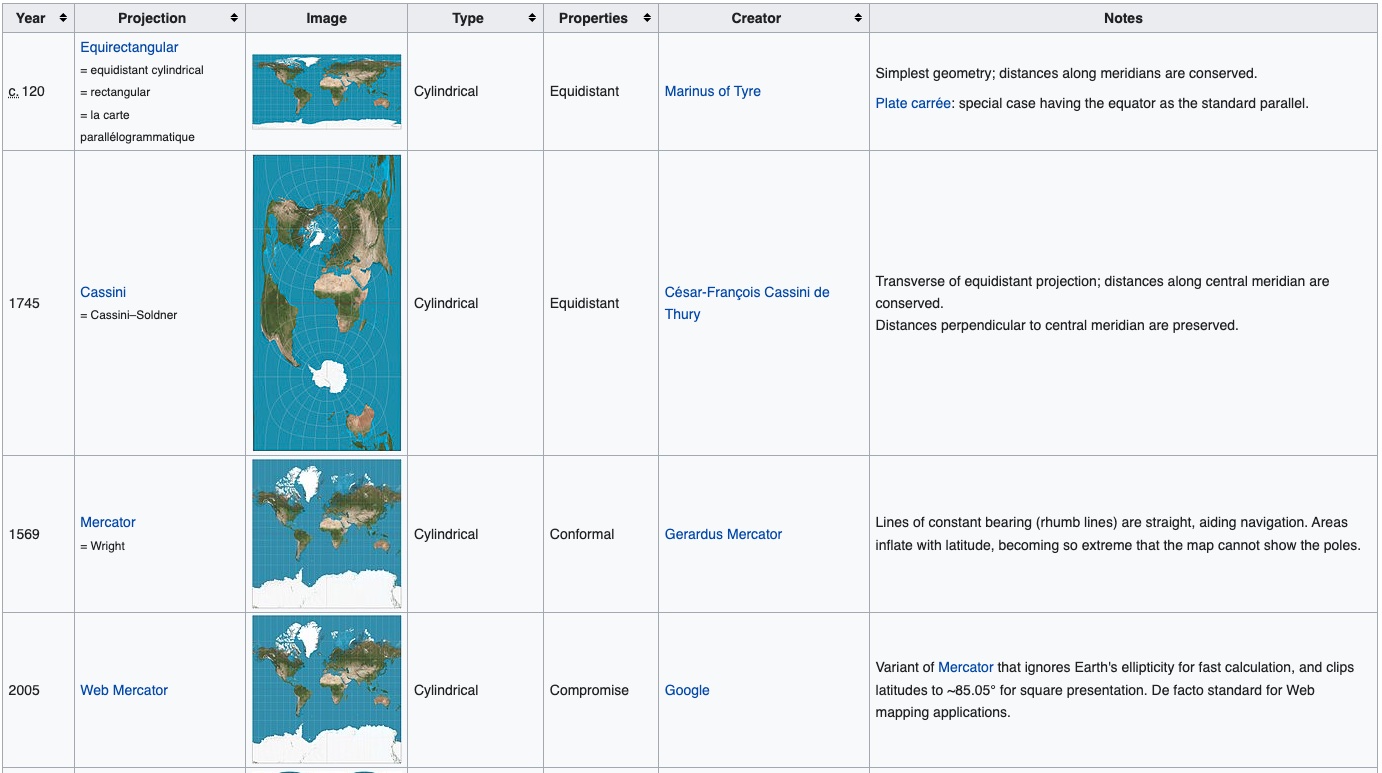 Year Projection Image Type Properties Creator Notes
c. 120
Equirectangular
= equidistant cylindrical
= rectangular
= la carte
parallélogrammatique
Cylindrical
Equidistant
Marinus of Tyre
Simplest geometry; distances along meridians are conserved.
Plate carrée: special case having the equator as the standard parallel.
1745
Cassini
= Cassini–Soldner
Cylindrical
Equidistant
César-François Cassini de
Thury
Transverse of equidistant projection; distances along central meridian are
conserved.
Distances perpendicular to central meridian are preserved.
1569
Mercator
= Wright
Cylindrical
Conformal
Gerardus Mercator
Lines of constant bearing (rhumb lines) are straight, aiding navigation. Areas
inflate with latitude, becoming so extreme that the map cannot show the poles.
2005
Web Mercator
Cylindrical
Compromise
Google
Variant of Mercator that ignores Earth's ellipticity for fast calculation, and clips
latitudes to ~85.05° for square presentation. De facto standard for Web
mapping applications.